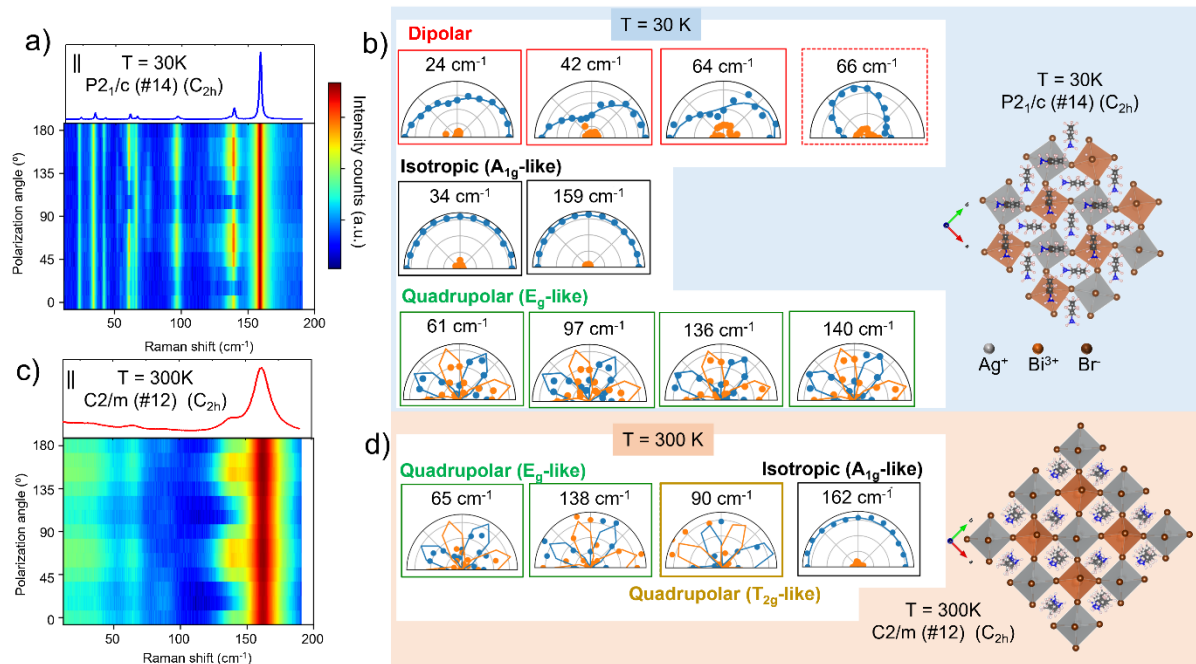 a)
|| T = 30K
P2₁/c (#14) (C₂ₕ)
180
135
90
45
0
Polarization angle (º)
50
100
150
200
Raman shift (cm⁻¹)
Intensity counts (a.u.)
b)
T = 30 K
Dipolar
24 cm⁻¹
42 cm⁻¹
64 cm⁻¹
66 cm⁻¹
Isotropic (A₁g-like)
34 cm⁻¹
159 cm⁻¹
Quadrupolar (Eg-like)
61 cm⁻¹
97 cm⁻¹
136 cm⁻¹
140 cm⁻¹
T = 30K
P2₁/c (#14) (C₂ₕ)
Ag⁺
Bi³⁺
Br⁻
c)
|| T = 300K
C2/m (#12) (C₂ₕ)
180
135
90
45
0
Polarization angle (º)
50
100
150
200
Raman shift (cm⁻¹)
d)
T = 300 K
Quadrupolar (Eg-like)
Isotropic (A₁g-like)
65 cm⁻¹
138 cm⁻¹
90 cm⁻¹
162 cm⁻¹
Quadrupolar (T₂g-like)
T = 300K
C2/m (#12) (C₂ₕ)